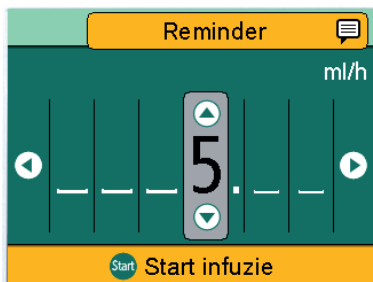 Reminder
ml/h
_ _ _ 5 . _ _
Start Start infuzie